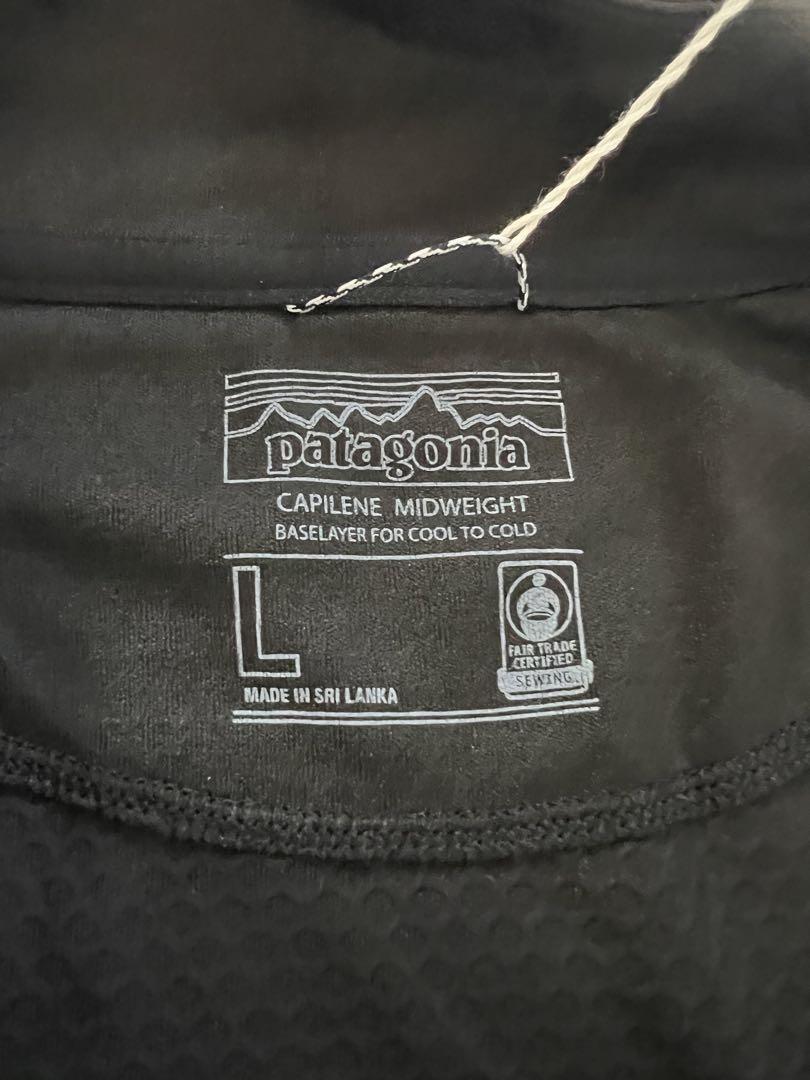 patagonia
CAPILENE MIDWEIGHT
BASELAYER FOR COOL TO COLD
L
FAIR TRADE
CERTIFIED
SEWING
MADE IN SRI LANKA